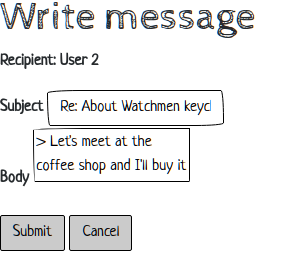 Write message
Recipient: User 2
Subject Re: About Watchmen keycl
> Let's meet at the
coffee shop and I'll buy it
Body
Submit Cancel